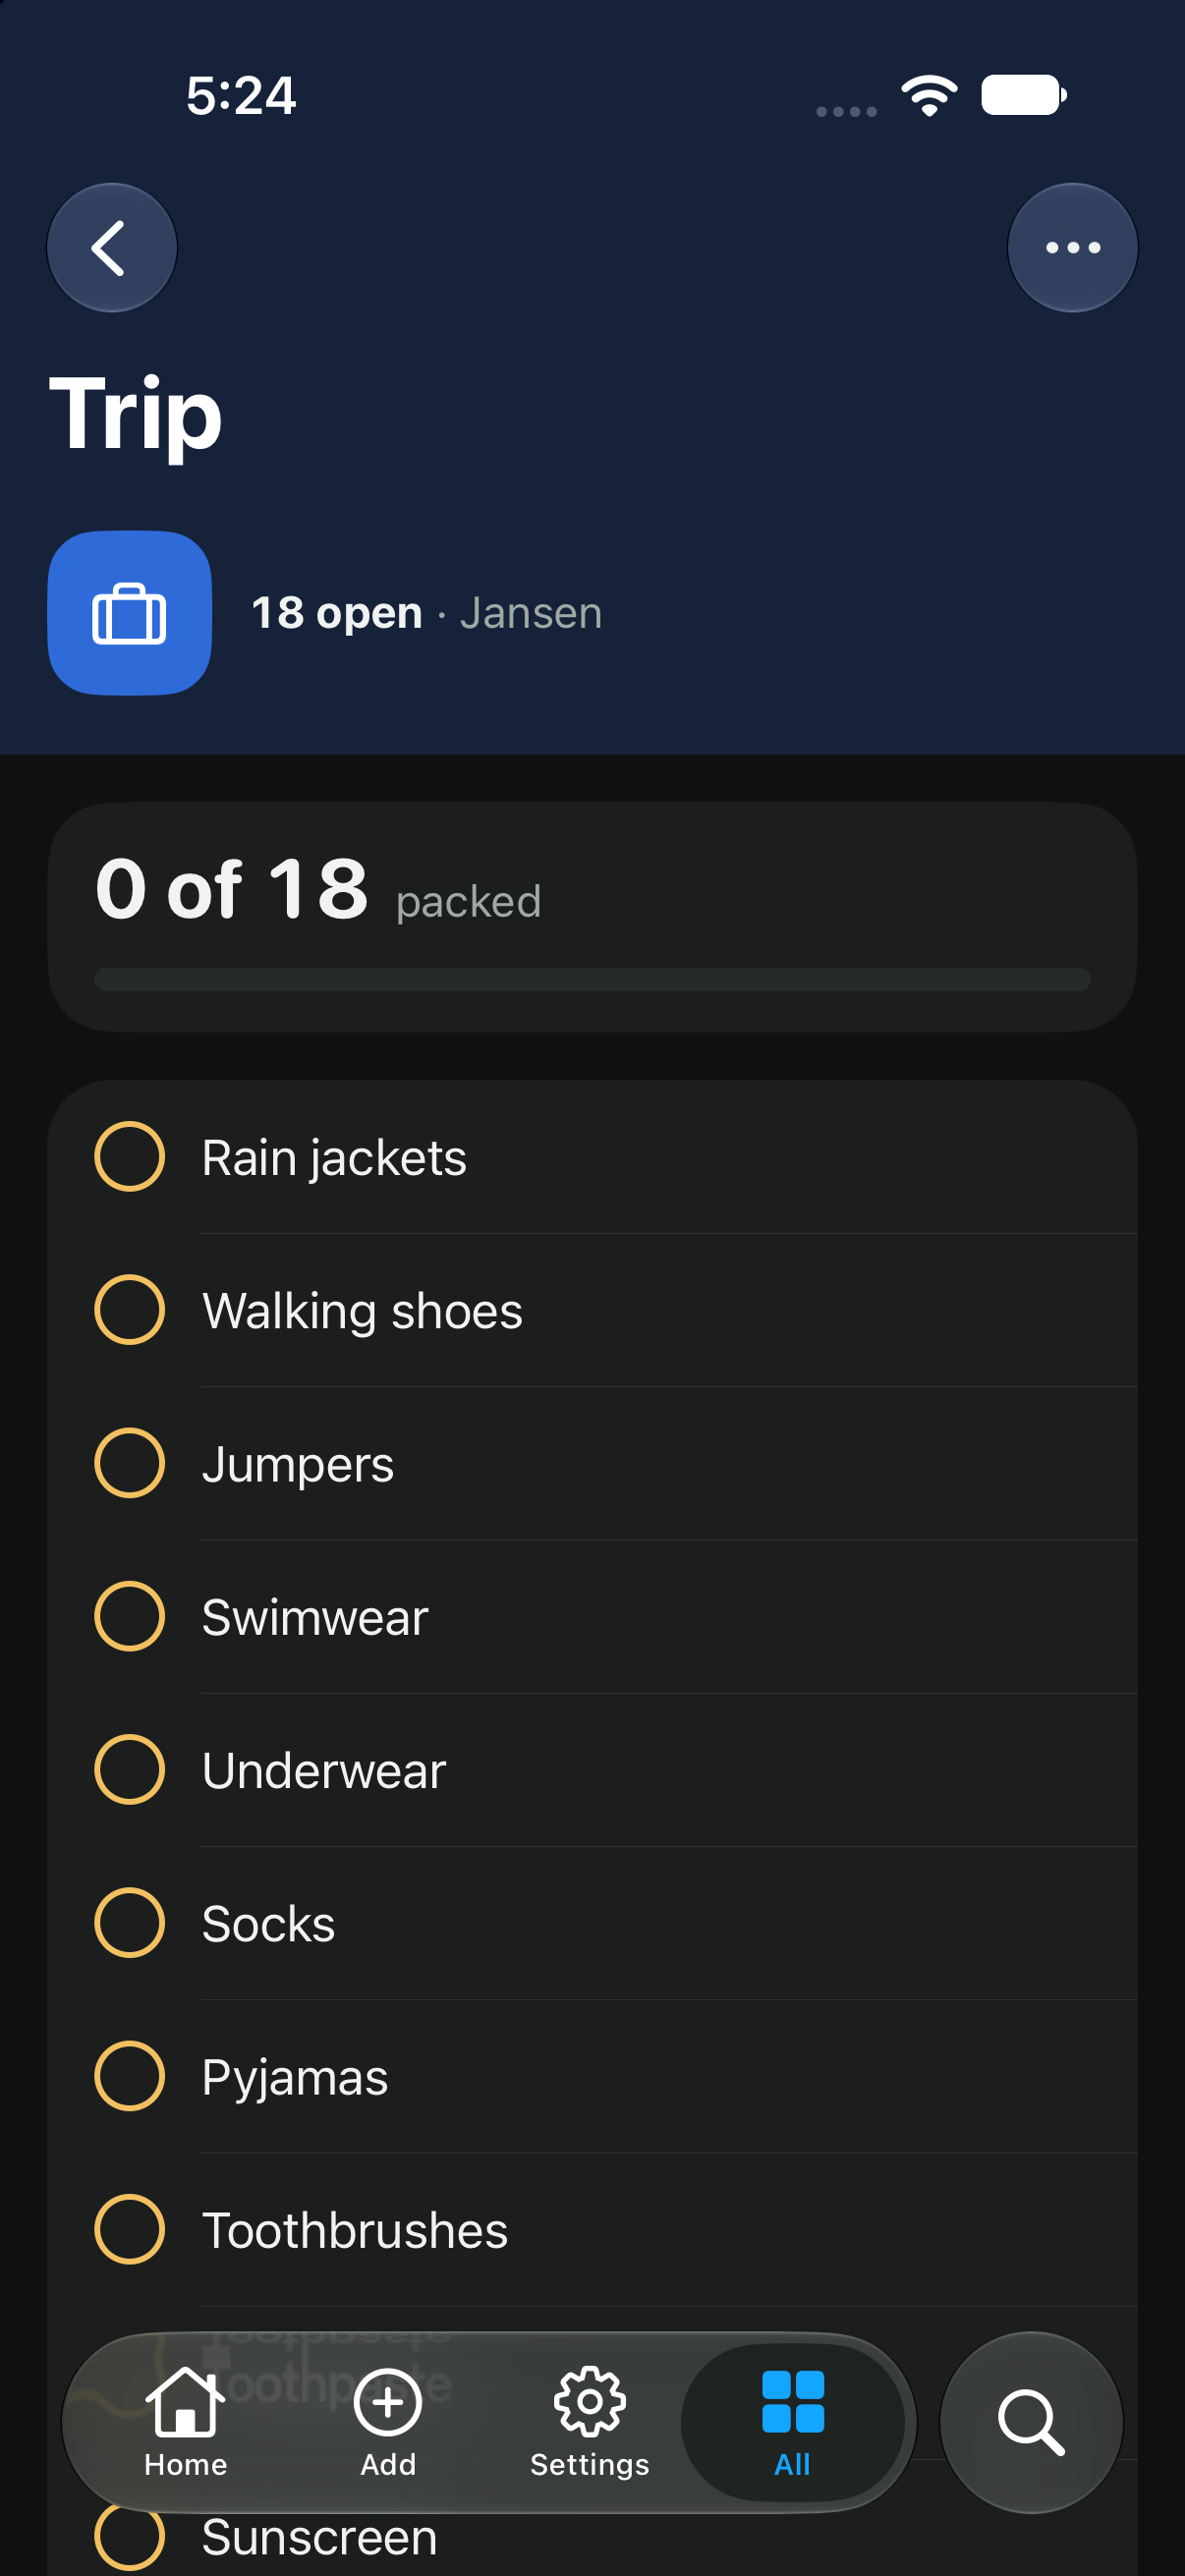 5:24
Trip
18 open · Jansen
0 of 18 packed
Rain jackets
Walking shoes
Jumpers
Swimwear
Underwear
Socks
Pyjamas
Toothbrushes
Toothpaste
Home
Add
Settings
All
Sunscreen